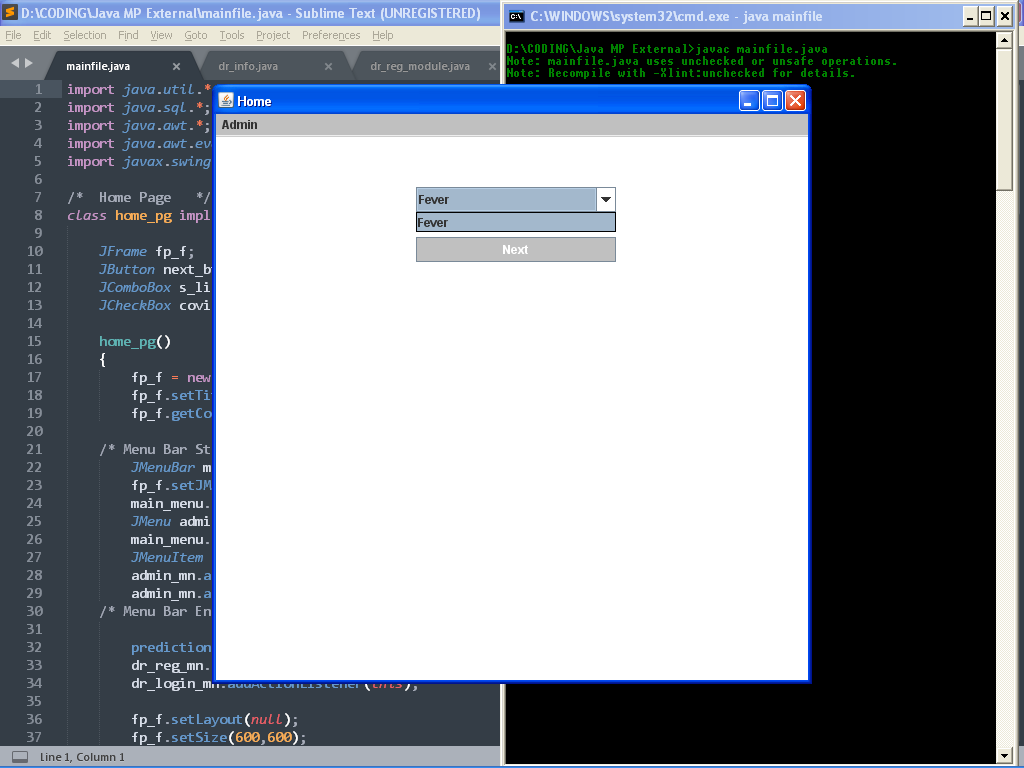 D:\CODING\Java MP External\mainfile.java - Sublime Text (UNREGISTERED)
File Edit Selection Find View Goto Tools Project Preferences Help
mainfile.java dr_info.java dr_reg_module.java
1 import java.util.*
2 import java.sql.*;
3 import java.awt.*;
4 import java.awt.ev
5 import javax.swing
6
7 /* Home Page */
8 class home_pg impl
9
10 JFrame fp_f;
11 JButton next_b
12 JComboBox s_li
13 JCheckBox covi
14
15 home_pg()
16 {
17 fp_f = new
18 fp_f.setTi
19 fp_f.getCo
20
21 /* Menu Bar St
22 JMenuBar m
23 fp_f.setJM
24 main_menu.
25 JMenu admi
26 main_menu.
27 JMenuItem
28 admin_mn.a
29 admin_mn.a
30 /* Menu Bar En
31
32 prediction
33 dr_reg_mn.
34 dr_login_mn.addActionListener(this);
35
36 fp_f.setLayout(null);
37 fp_f.setSize(600,600);
Line 1, Column 1
C:\WINDOWS\system32\cmd.exe - java mainfile
D:\CODING\Java MP External>javac mainfile.java
Note: mainfile.java uses unchecked or unsafe operations.
Note: Recompile with -Xlint:unchecked for details.
Home
Admin
Fever
Fever
Next